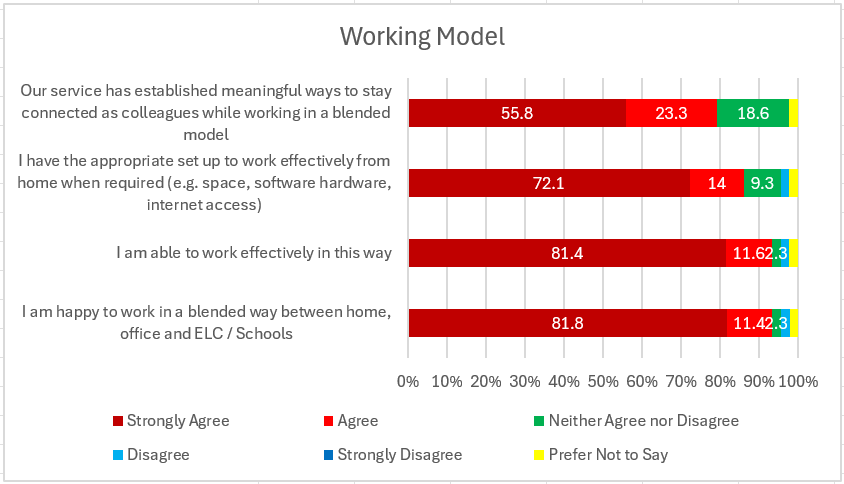 Working Model
Our service has established meaningful ways to stay
connected as colleagues while working in a blended
model
55.8 23.3 18.6
I have the appropriate set up to work effectively from
home when required (e.g. space, software hardware,
internet access)
72.1 14 9.3
I am able to work effectively in this way
81.4 11.6 2.3
I am happy to work in a blended way between home,
office and ELC / Schools
81.8 11.4 2.3
0% 10% 20% 30% 40% 50% 60% 70% 80% 90% 100%
Strongly Agree Agree Neither Agree nor Disagree
Disagree Strongly Disagree Prefer Not to Say